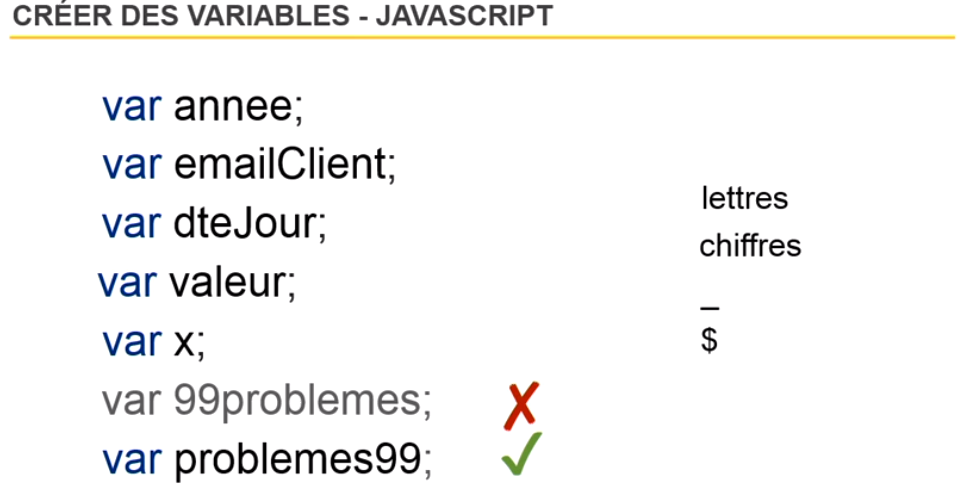 CRÉER DES VARIABLES - JAVASCRIPT
var annee;
var emailClient;
var dteJour;
var valeur;
var x;
var 99problemes;
var problemes99;
lettres
chiffres
_
$